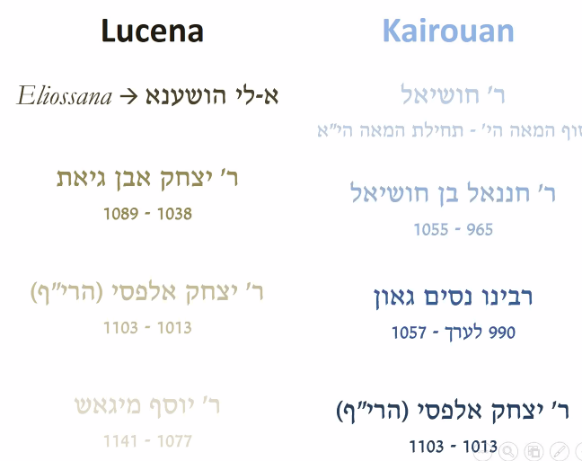 Lucena
Eliossana → א-לי הושענא
ר' יצחק אבן גיאת
1038 - 1089
ר' יצחק אלפסי (הרי"ף)
1013 - 1103
ר' יוסף מיגאש
1077 - 1141
Kairouan
ר' חושיאל
סוף המאה הי' - תחילת המאה הי"א
ר' חננאל בן חושיאל
965 - 1055
רבינו נסים גאון
990 לערך - 1057
ר' יצחק אלפסי (הרי"ף)
1013 - 1103